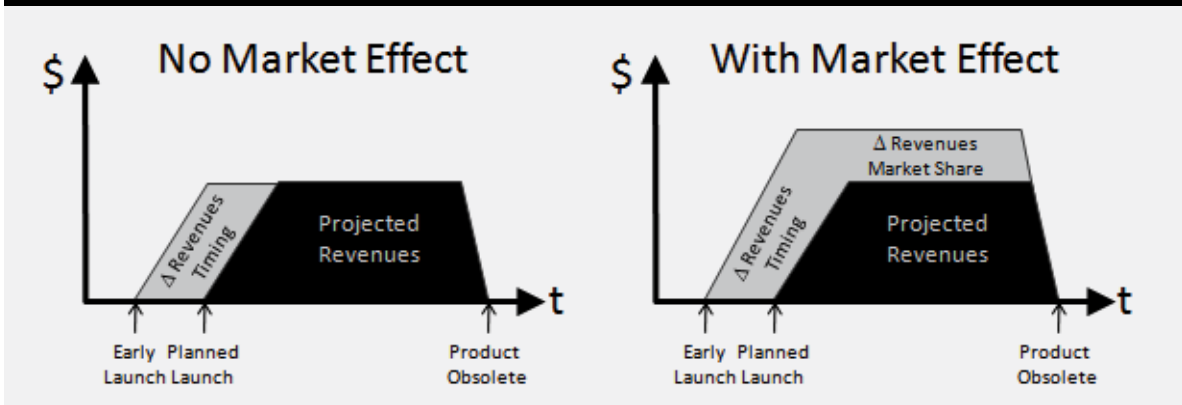 No Market Effect
$
Δ Revenues
Timing
Projected
Revenues
t
Early
Launch
Planned
Launch
Product
Obsolete
With Market Effect
$
Δ Revenues
Market Share
Δ Revenues
Timing
Projected
Revenues
t
Early
Launch
Planned
Launch
Product
Obsolete